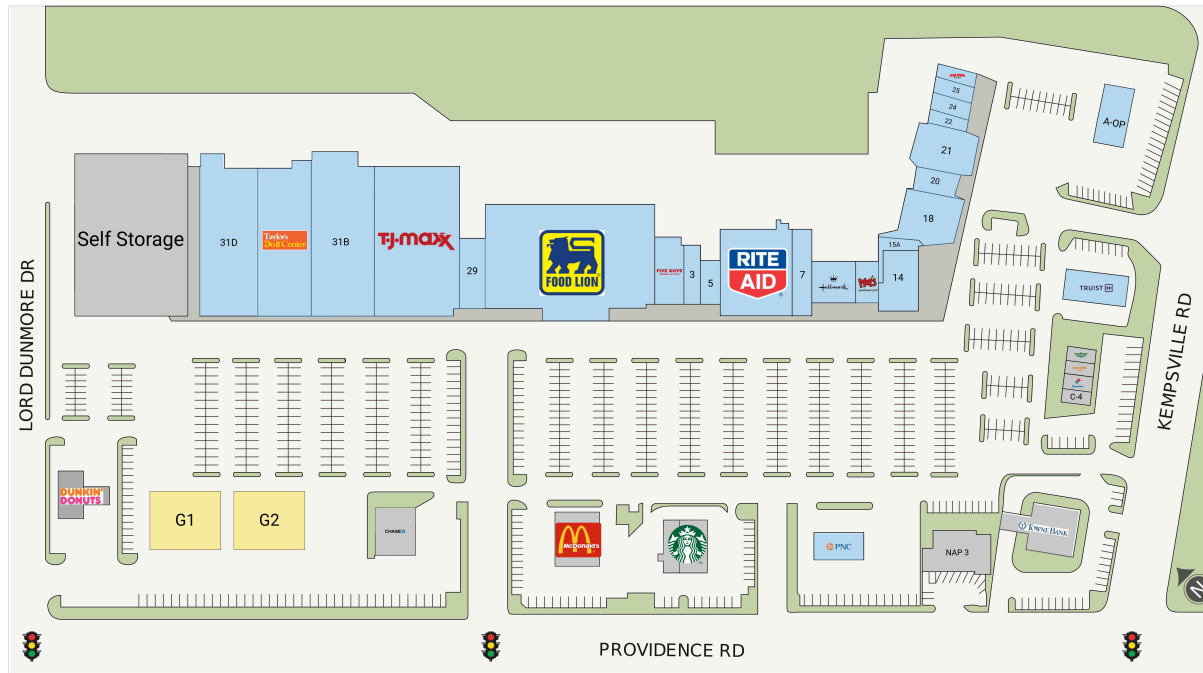 25
24
22
21
20
18
15A
14
A-OP
Self Storage
31D
Taylor's
Do it Center
31B
T·J·maxx
29
FOOD LION
FIVE GUYS
3
5
RITE
AID
7
Hallmark
TRUIST
C-4
LORD DUNMORE DR
KEMPSVILLE RD
DUNKIN'
DONUTS
G1
G2
CHASE
McDonald's
PNC
NAP 3
TOWNE BANK
N
PROVIDENCE RD